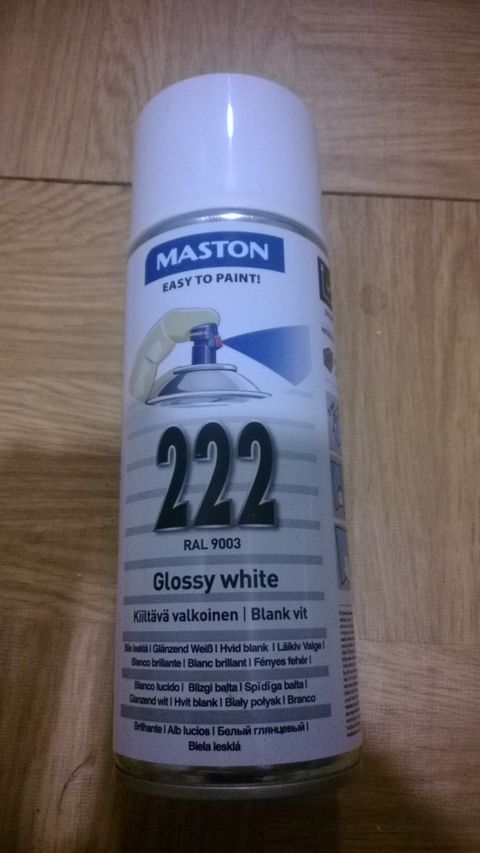 MASTON
EASY TO PAINT!
222
RAL 9003
Glossy white
Kiiltävä valkoinen | Blank vit
Bíla lesklá | Glänzend Weiß | Hvid blank | Läikiv Valge |
Blanco brillante | Blanc brillant | Fényes fehér |
Bianco lucido | Blizgi balta | Spīdīga balta |
Glanzend wit | Hvit blank | Biały połysk | Branco
Brilhante | Alb lucios | Белый глянцевый |
Biela lesklá